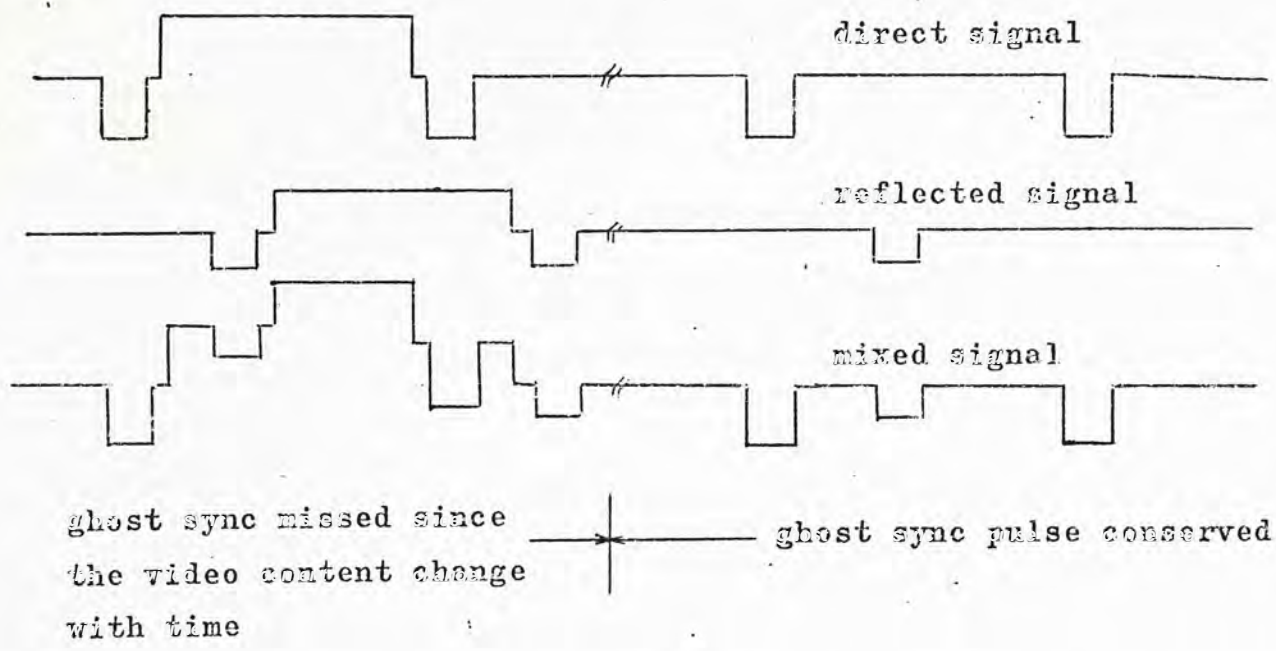 direct signal
reflected signal
mixed signal
ghost sync missed since
the video content change
with time
ghost sync pulse conserved